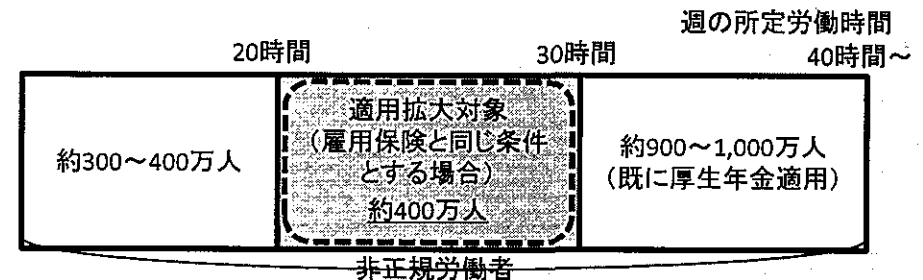 週の所定労働時間
20時間 30時間 40時間～
適用拡大対象
（雇用保険と同じ条件
とする場合）
約400万人
約300～400万人
約900～1,000万人
（既に厚生年金適用）
非正規労働者